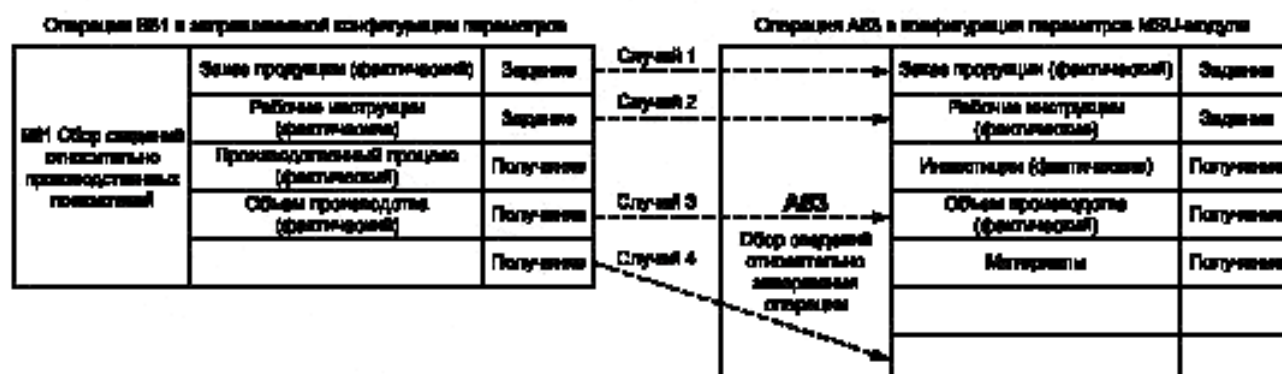 Операция BB1 в запрашиваемой конфигурации параметров
Операция AB3 в конфигурации параметров MSU-модуля
Заказ продукции (фактический)
Задание
Случай 1
Заказ продукции (фактический)
Задание
Рабочие инструкции
(фактические)
Задание
Случай 2
Рабочие инструкции
(фактические)
Задание
BB1 Сбор сведений
относительно
производственных
показателей
Производственный процесс
(фактический)
Получение
Инвестиции (фактические)
Получение
Объем производства
(фактический)
Получение
Случай 3
AB3
Объем производства
(фактический)
Получение
Получение
Случай 4
Сбор сведений
относительно
завершения
операции
Материалы
Получение